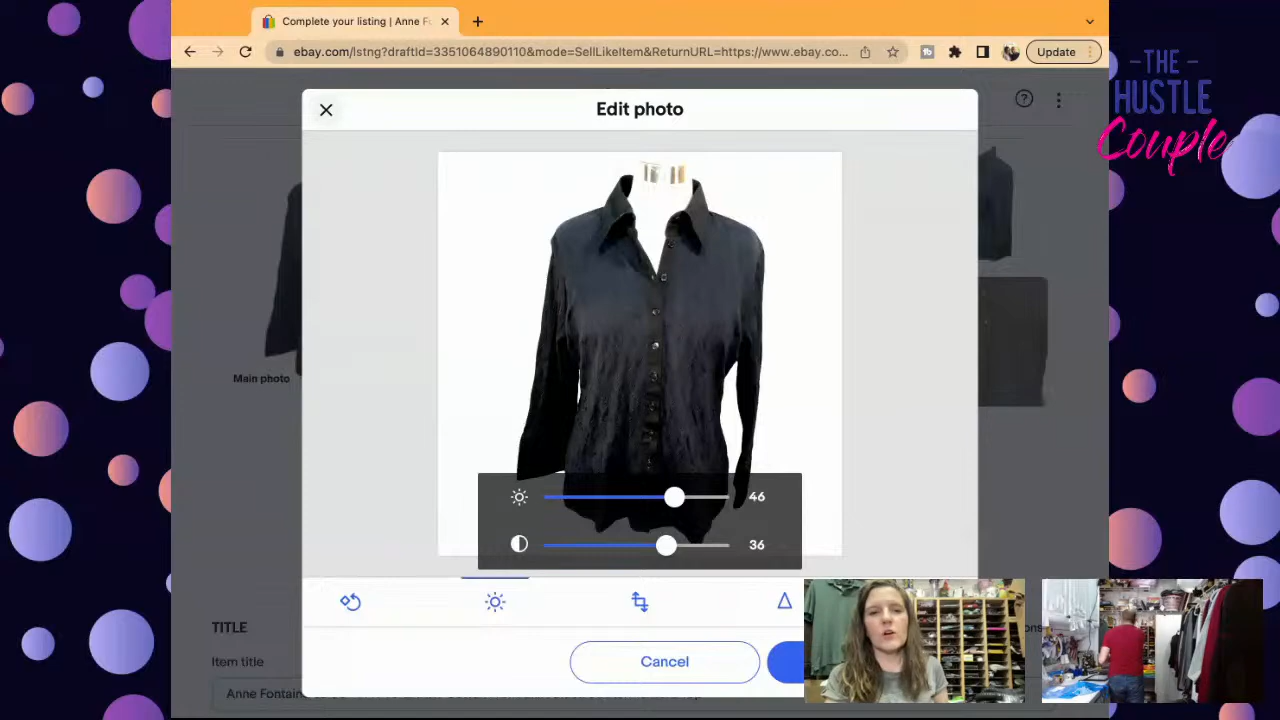 Complete your listing | Anne F
ebay.com/lstng?draftId=3351064890110&mode=SellLikeItem&ReturnURL=https://www.ebay.co...
Update
-THE-
HUSTLE
Couple
Edit photo
Main photo
46
36
TITLE
Item title
Cancel
Anne Fontain